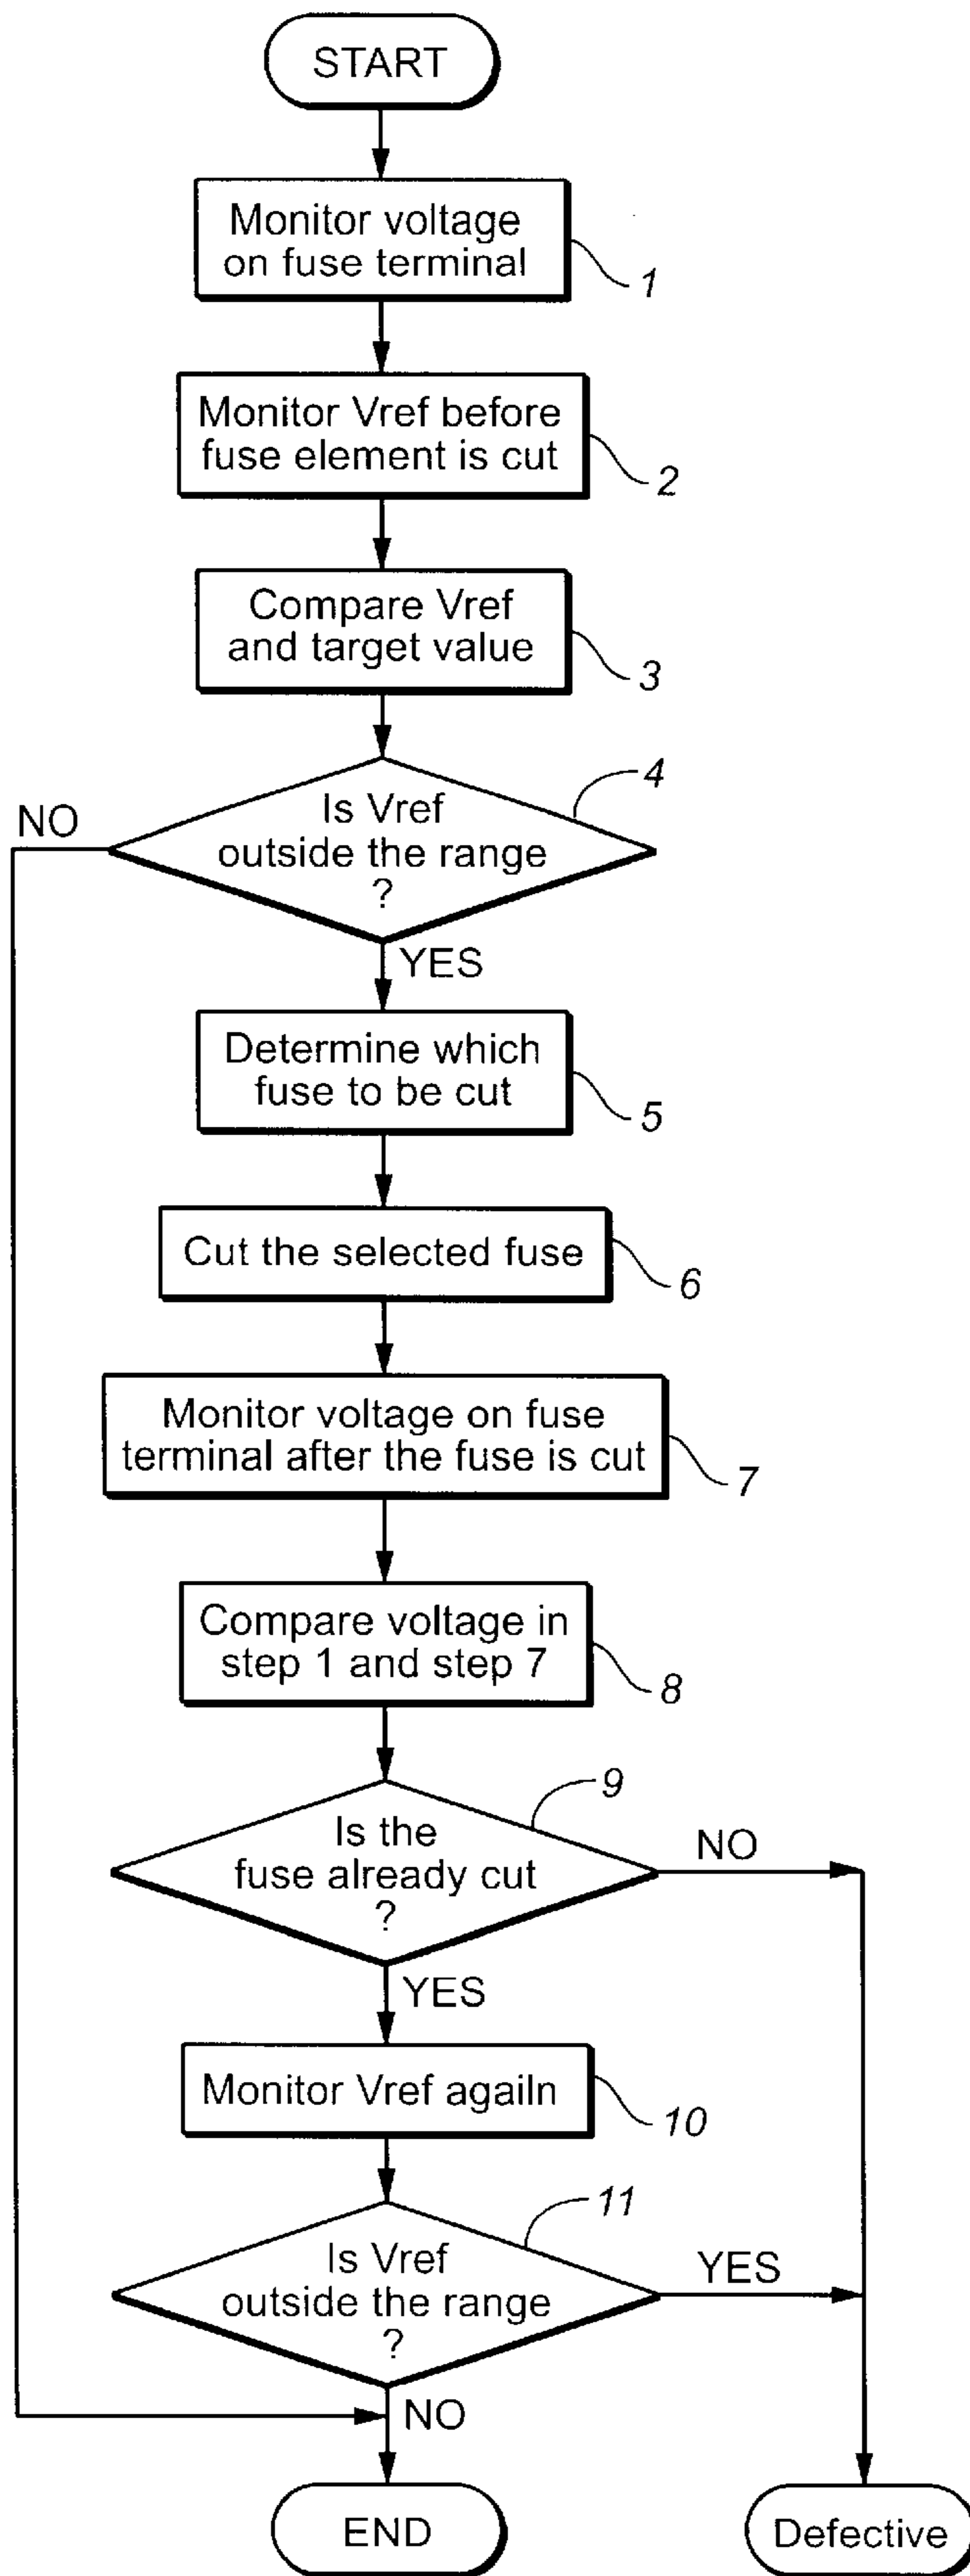 START
Monitor voltage
on fuse terminal
1
Monitor Vref before
fuse element is cut
2
Compare Vref
and target value
3
4
NO
Is Vref
outside the range
?
YES
Determine which
fuse to be cut
5
Cut the selected fuse
6
Monitor voltage on fuse
terminal after the fuse is cut
7
Compare voltage in
step 1 and step 7
8
9
Is the
fuse already cut
?
NO
YES
Monitor Vref agailn
10
11
Is Vref
outside the range
?
YES
NO
END
Defective